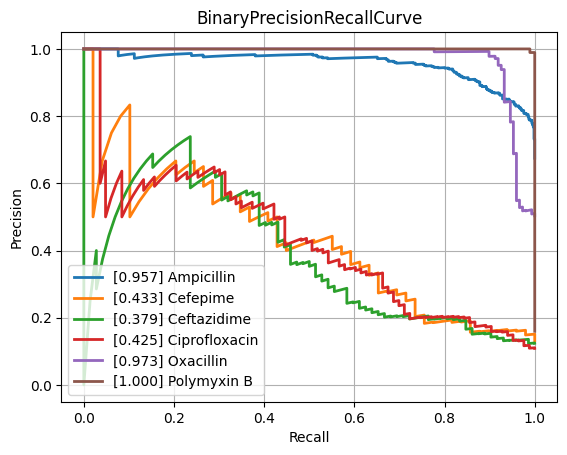 BinaryPrecisionRecallCurve
Precision
1.0
0.8
0.6
0.4
0.2
0.0
[0.957] Ampicillin
[0.433] Cefepime
[0.379] Ceftazidime
[0.425] Ciprofloxacin
[0.973] Oxacillin
[1.000] Polymyxin B
0.0 0.2 0.4 0.6 0.8 1.0
Recall